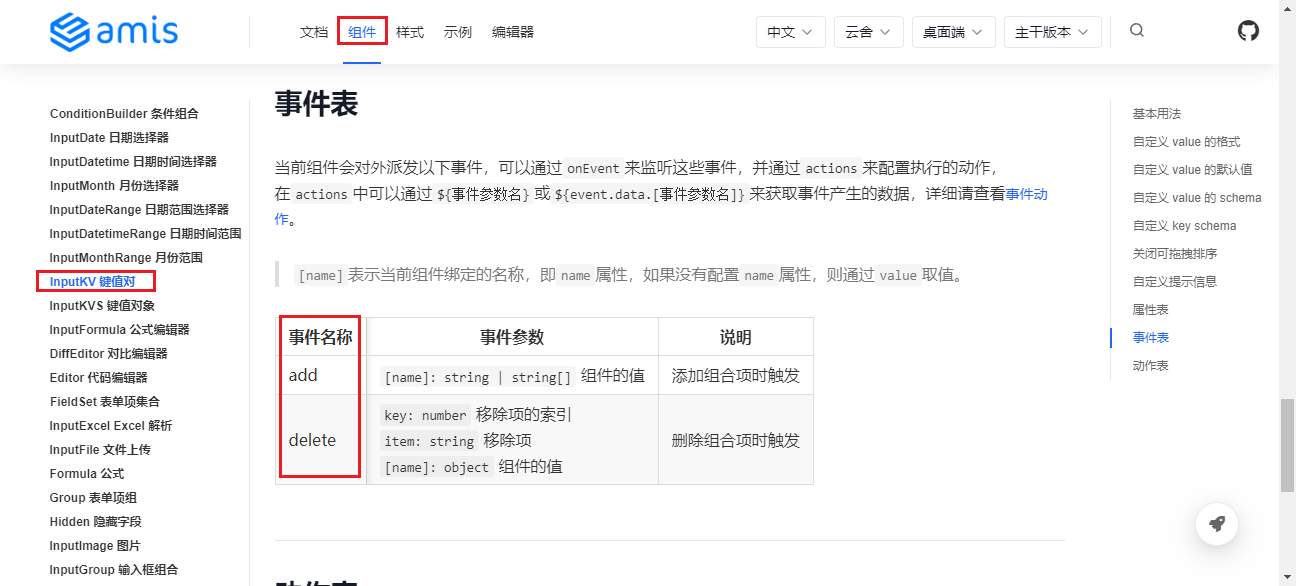 amis
文档 组件 样式 示例 编辑器 中文 云舍 桌面端 主干版本
ConditionBuilder 条件组合
InputDate 日期选择器
InputDatetime 日期时间选择器
InputMonth 月份选择器
InputDateRange 日期范围选择器
InputDatetimeRange 日期时间范围
InputMonthRange 月份范围
InputKV 键值对
InputKVS 键值对象
InputFormula 公式编辑器
DiffEditor 对比编辑器
Editor 代码编辑器
FieldSet 表单项集合
InputExcel Excel 解析
InputFile 文件上传
Formula 公式
Group 表单项组
Hidden 隐藏字段
InputImage 图片
InputGroup 输入框组合
事件表
当前组件会对外派发以下事件，可以通过 onEvent 来监听这些事件，并通过 actions 来配置执行的动作，
在 actions 中可以通过 ${事件参数名} 或 ${event.data.[事件参数名]} 来获取事件产生的数据，详细请查看事件动
作。
[name] 表示当前组件绑定的名称，即 name 属性，如果没有配置 name 属性，则通过 value 取值。
事件名称 事件参数 说明
add [name]: string | string[] 组件的值 添加组合项时触发
key: number 移除项的索引
delete item: string 移除项 删除组合项时触发
[name]: object 组件的值
动作表
基本用法
自定义 value 的格式
自定义 value 的默认值
自定义 value 的 schema
自定义 key schema
关闭可拖拽排序
自定义提示信息
属性表
事件表
动作表